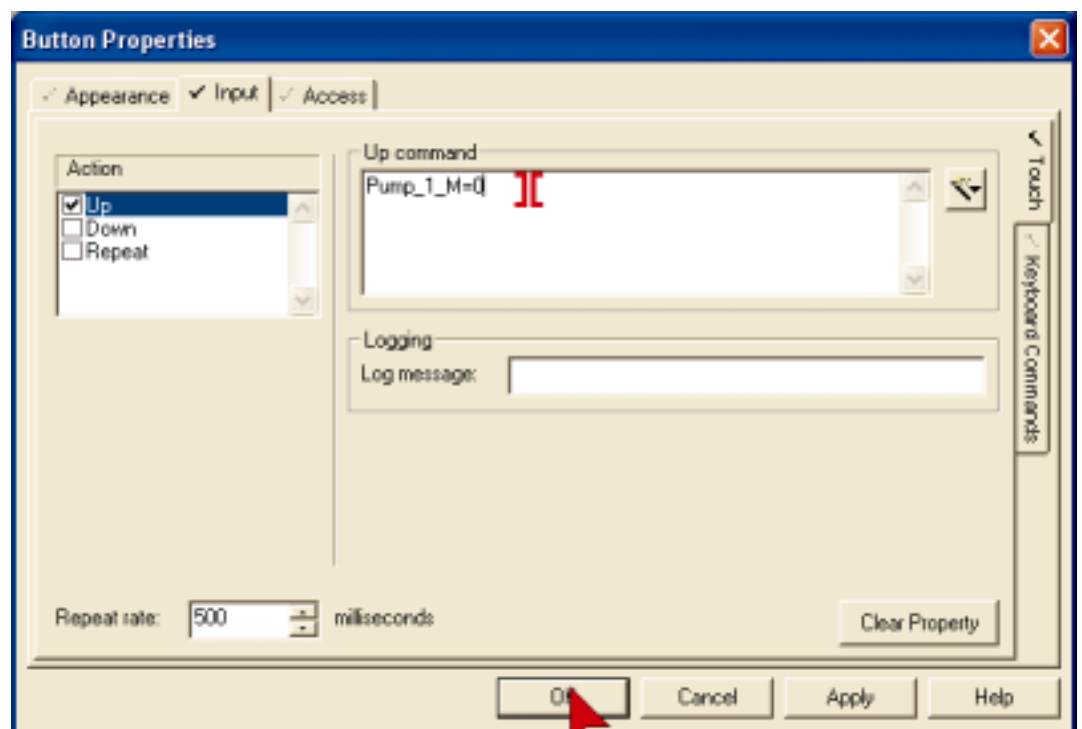 Button Properties
Appearance Input Access
Action
Up
Down
Repeat
Up command
Pump_1_M=0
Logging
Log message:
Repeat rate: 500 milliseconds
Clear Property
Touch
Keyboard Commands
Cancel Apply Help